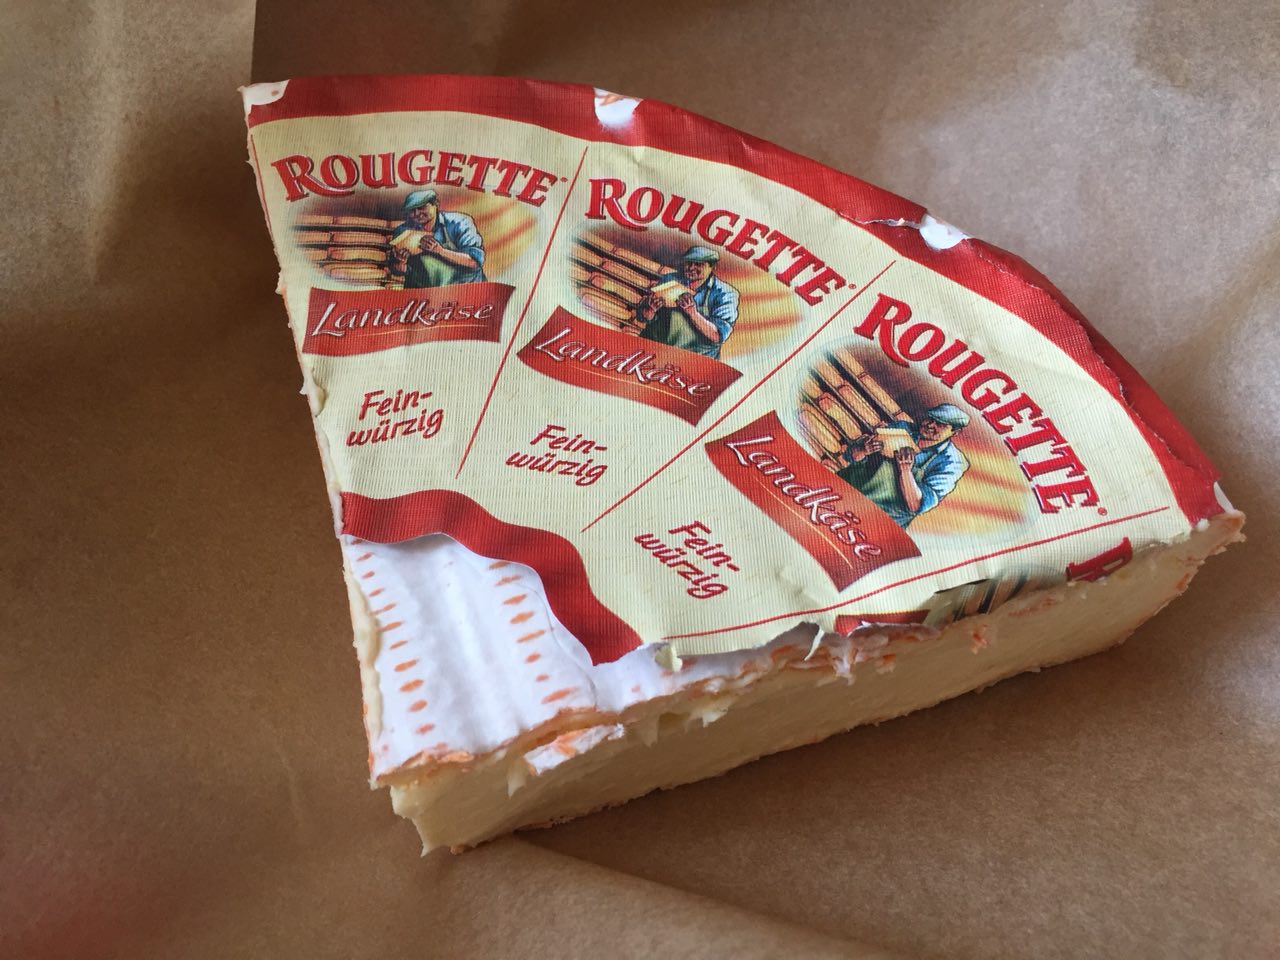 ROUGETTE®
Landkäse
Fein-
würzig
ROUGETTE®
Landkäse
Fein-
würzig
ROUGETTE®
Landkäse
Fein-
würzig
R